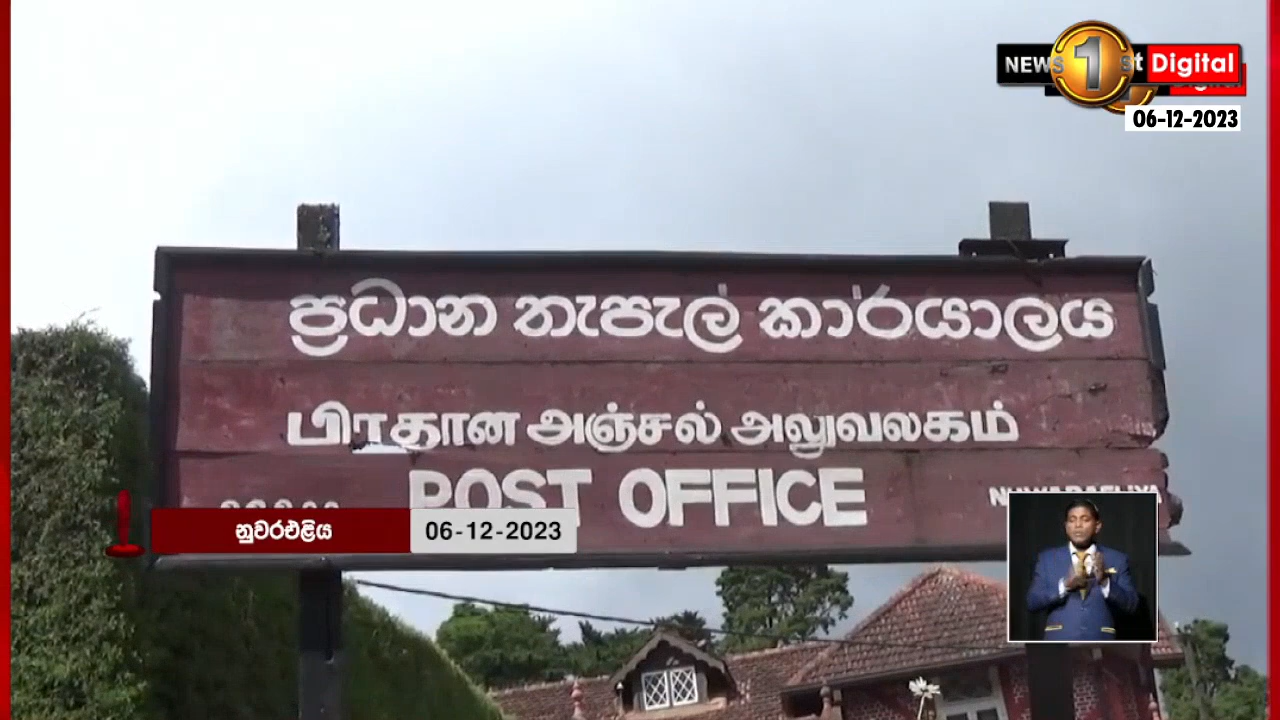 NEWS 1st Digital
06-12-2023
ප්‍රධාන තැපැල් කාර්යාලය
பிரதான அஞ்சல் அலுவலகம்
POST OFFICE
නුවරඑළිය 06-12-2023